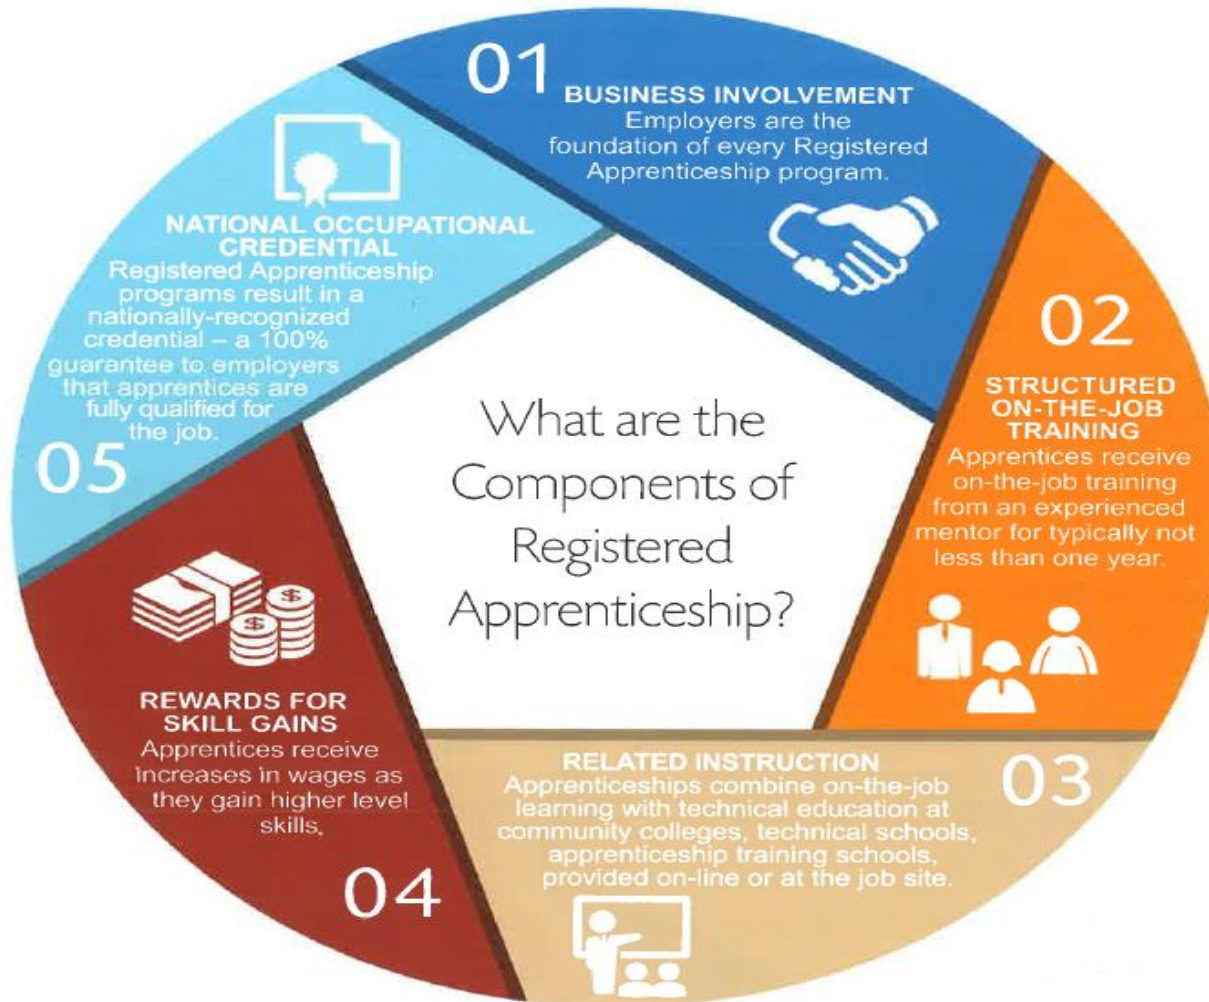 What are the
Components of
Registered
Apprenticeship?
01
BUSINESS INVOLVEMENT
Employers are the
foundation of every Registered
Apprenticeship program.
02
STRUCTURED
ON-THE-JOB
TRAINING
Apprentices receive
on-the-job training
from an experienced
mentor for typically not
less than one year.
03
RELATED INSTRUCTION
Apprenticeships combine on-the-job
learning with technical education at
community colleges, technical schools,
apprenticeship training schools,
provided on-line or at the job site.
04
REWARDS FOR
SKILL GAINS
Apprentices receive
increases in wages as
they gain higher level
skills.
05
NATIONAL OCCUPATIONAL
CREDENTIAL
Registered Apprenticeship
programs result in a
nationally-recognized
credential – a 100%
guarantee to employers
that apprentices are
fully qualified for
the job.
$
$